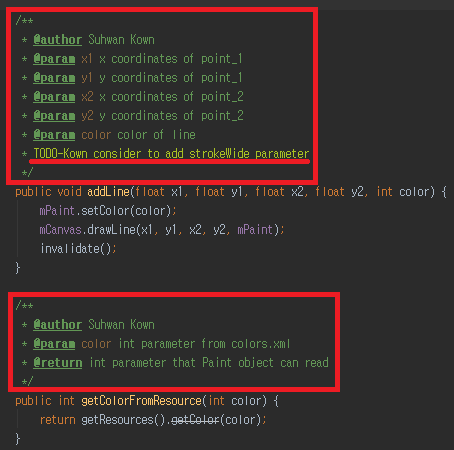 /**
* @author Suhwan Kown
* @param x1 x coordinates of point_1
* @param y1 y coordinates of point_1
* @param x2 x coordinates of point_2
* @param y2 y coordinates of point_2
* @param color color of line
* TODO-Kown consider to add strokeWide parameter
*/
public void addLine(float x1, float y1, float x2, float y2, int color) {
mPaint.setColor(color);
mCanvas.drawLine(x1, y1, x2, y2, mPaint);
invalidate();
}
/**
* @author Suhwan Kown
* @param color int parameter from colors.xml
* @return int parameter that Paint object can read
*/
public int getColorFromResource(int color) {
return getResources().getColor(color);
}